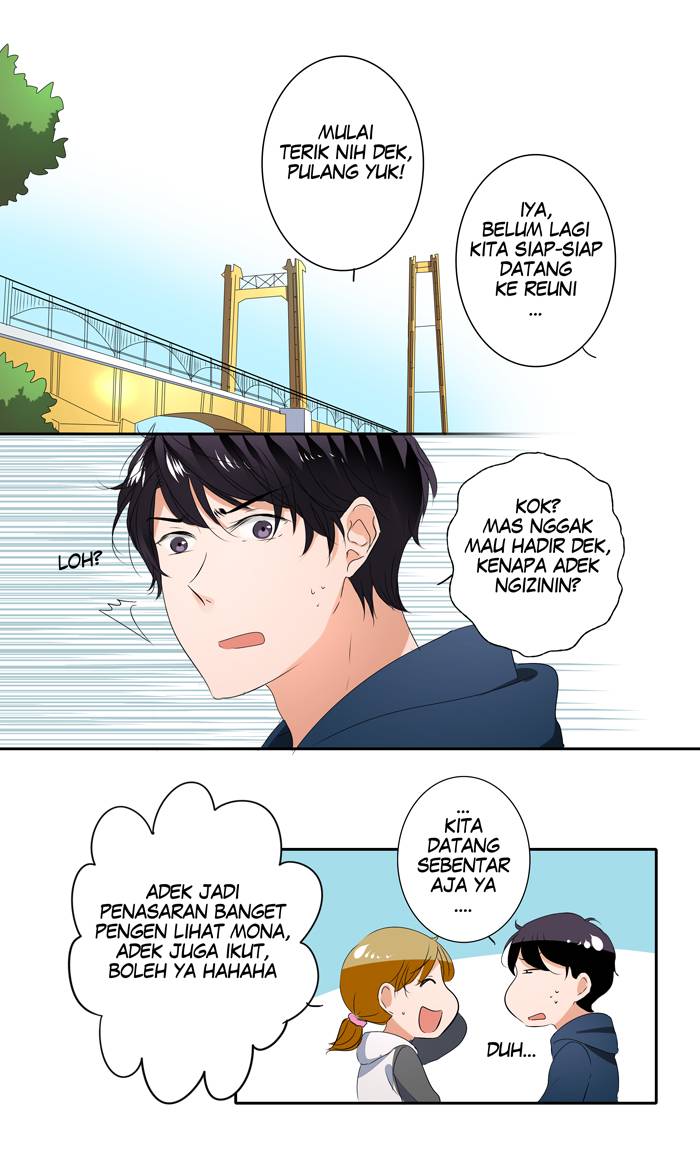 MULAI
TERIK NIH DEK,
PULANG YUK!
IYA,
BELUM LAGI
KITA SIAP-SIAP
DATANG
KE REUNI
...
LOH?
KOK?
MAS NGGAK
MAU HADIR DEK,
KENAPA ADEK
NGIZININ?
...
KITA
DATANG
SEBENTAR
AJA YA
....
ADEK JADI
PENASARAN BANGET
PENGEN LIHAT MONA,
ADEK JUGA IKUT,
BOLEH YA HAHAHA
DUH...